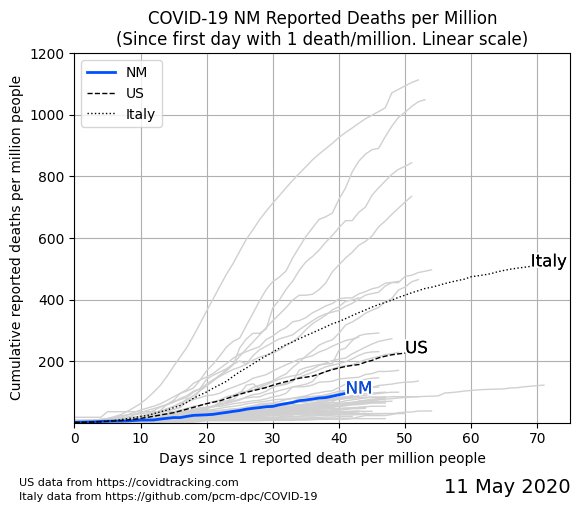 COVID-19 NM Reported Deaths per Million
(Since first day with 1 death/million. Linear scale)
Cumulative reported deaths per million people
1200
1000
800
600
400
200
NM
US
Italy
Italy
US
NM
0 10 20 30 40 50 60 70
Days since 1 reported death per million people
US data from https://covidtracking.com
Italy data from https://github.com/pcm-dpc/COVID-19
11 May 2020